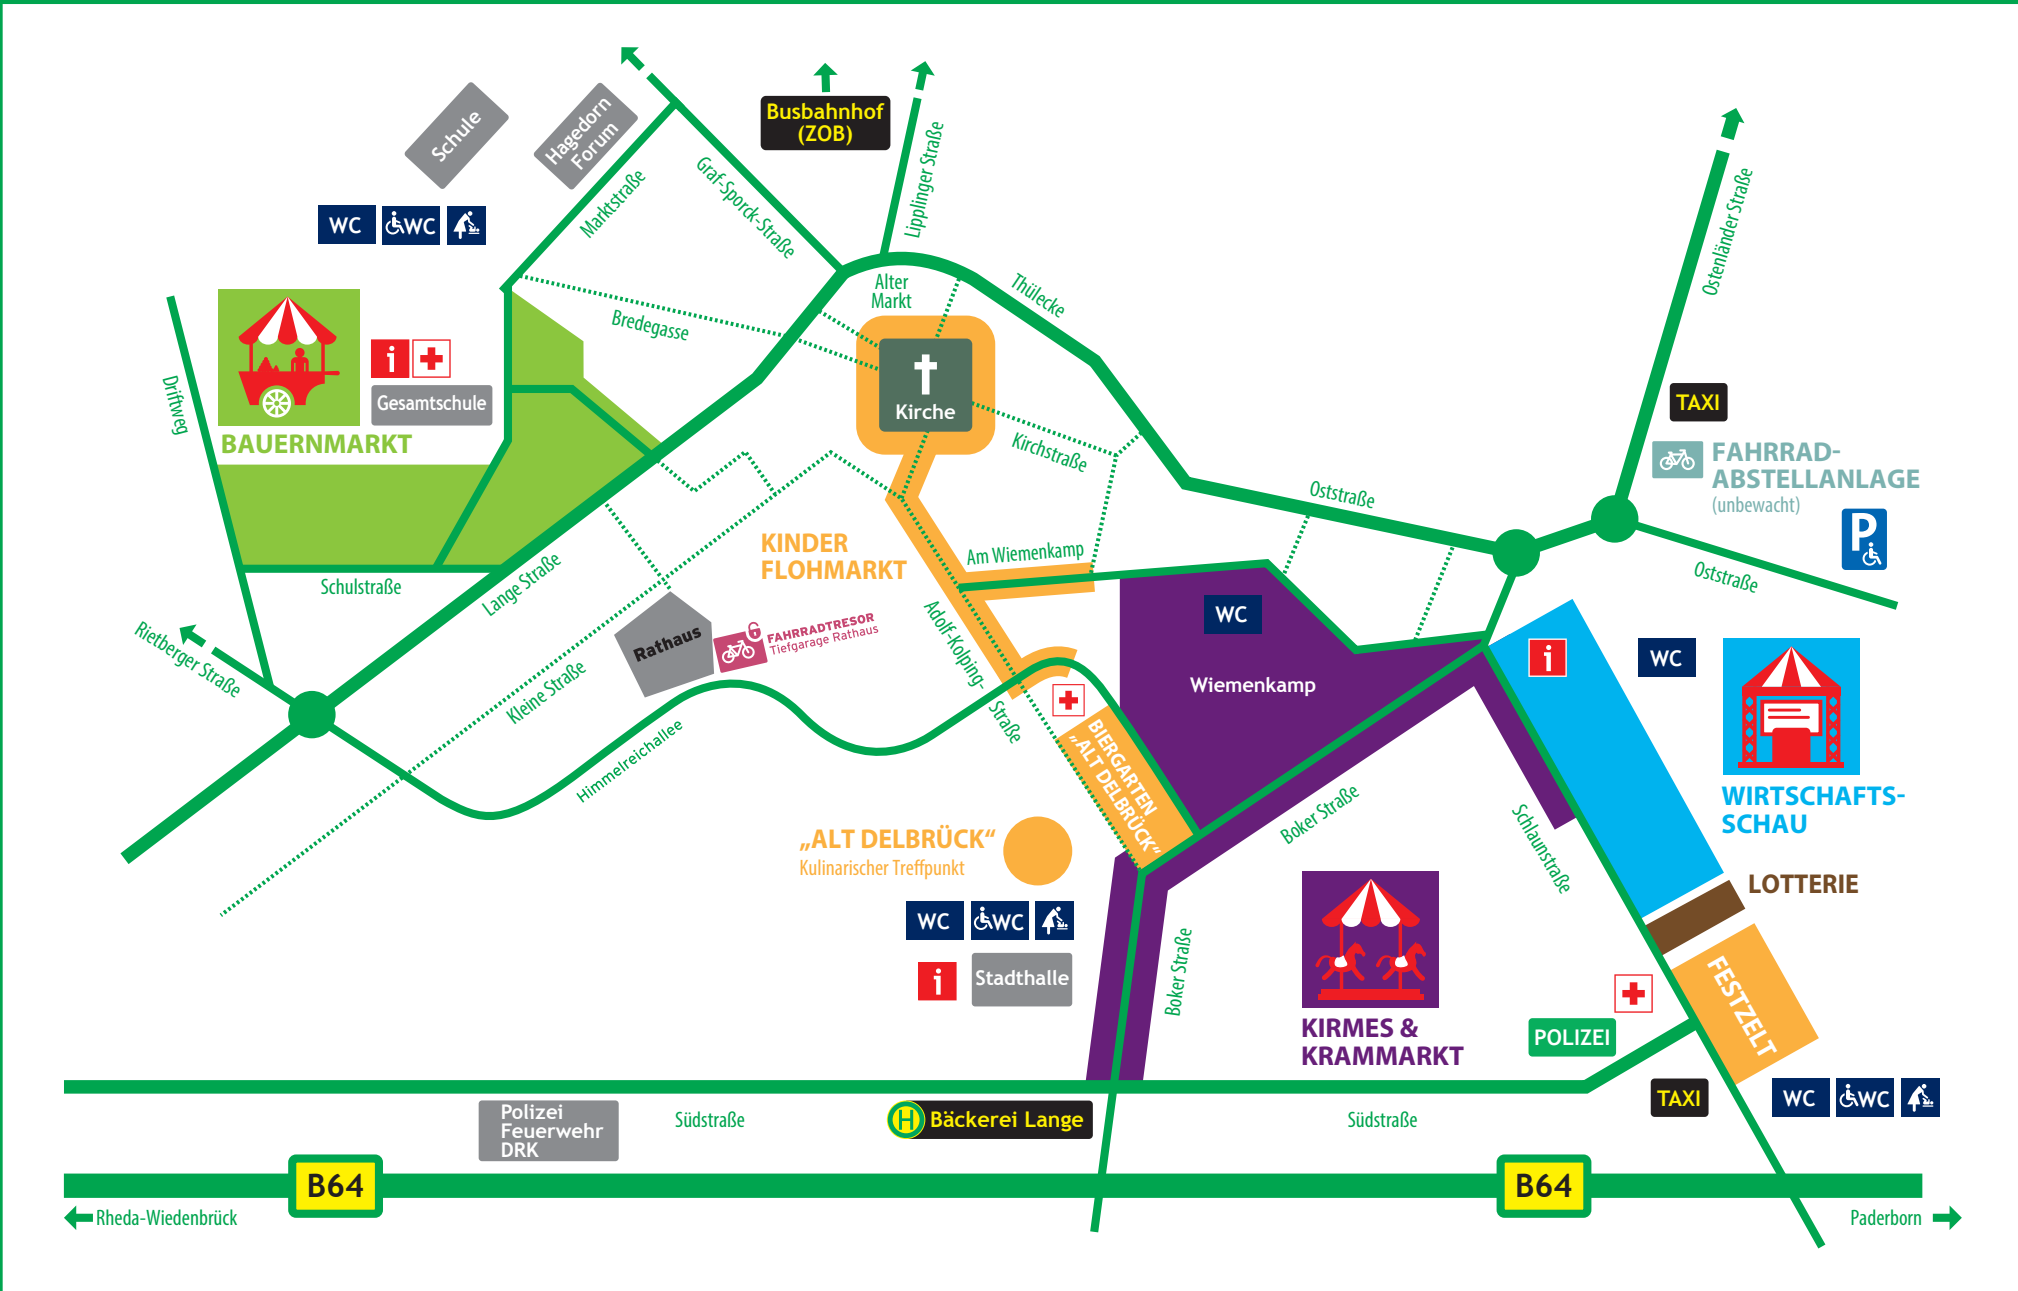 Busbahnhof
(ZOB)
Schule
Hagedorn
Forum
Marktstraße
Graf-Sporck-Straße
Lipplinger Straße
Ostenländer Straße
WC
WC
Alter
Markt
Thülecke
Bredegasse
Driftweg
i
Gesamtschule
BAUERNMARKT
Kirche
Kirchstraße
TAXI
FAHRRAD-
ABSTELLANLAGE
(unbewacht)
P
Oststraße
Oststraße
KINDER
FLOHMARKT
Am Wiemenkamp
Schulstraße
Lange Straße
Rietberger Straße
Kleine Straße
Rathaus
FAHRRADTRESOR
Tiefgarage Rathaus
Adolf-Kolping-
Straße
WC
Wiemenkamp
i
WC
Himmelreichallee
BIERGARTEN
„ALT DELBRÜCK“
Boker Straße
Schlaunstraße
WIRTSCHAFTS-
SCHAU
„ALT DELBRÜCK“
Kulinarischer Treffpunkt
LOTTERIE
WC
WC
i
Stadthalle
Boker Straße
KIRMES &
KRAMMARKT
FESTZELT
POLIZEI
TAXI
WC
WC
Polizei
Feuerwehr
DRK
Südstraße
H
Bäckerei Lange
Südstraße
B64
B64
Rheda-Wiedenbrück
Paderborn